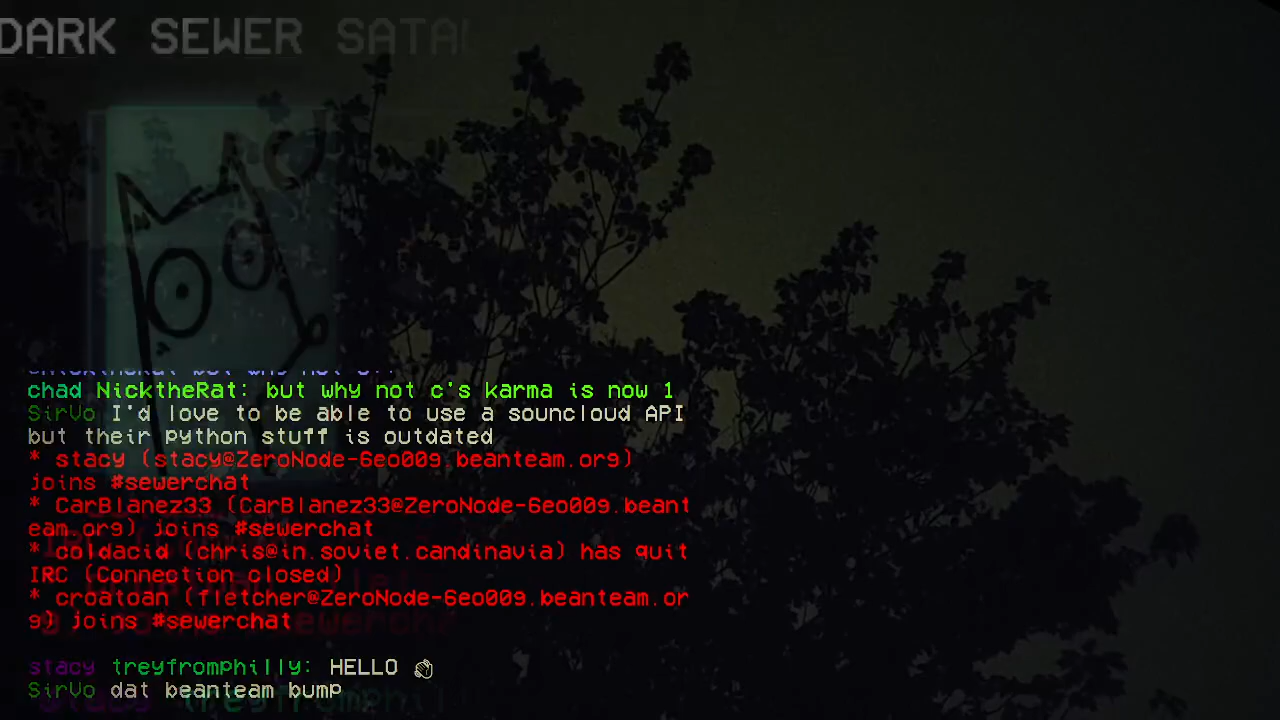 DARK SEWER SATA
chad NicktheRat: but why not c's karma is now 1
SirVo I'd love to be able to use a souncloud API
but their python stuff is outdated
* stacy (stacy@ZeroNode-6eo009.beanteam.org)
joins #sewerchat
* CarBlanez33 (CarBlanez33@ZeroNode-6eo009.beant
eam.org) joins #sewerchat
* coldacid (chris@in.soviet.candinavia) has quit
IRC (Connection closed)
* croatoan (fletcher@ZeroNode-6eo009.beanteam.or
g) joins #sewerchat
stacy treyfromphilly: HELLO 👋
SirVo dat beanteam bump